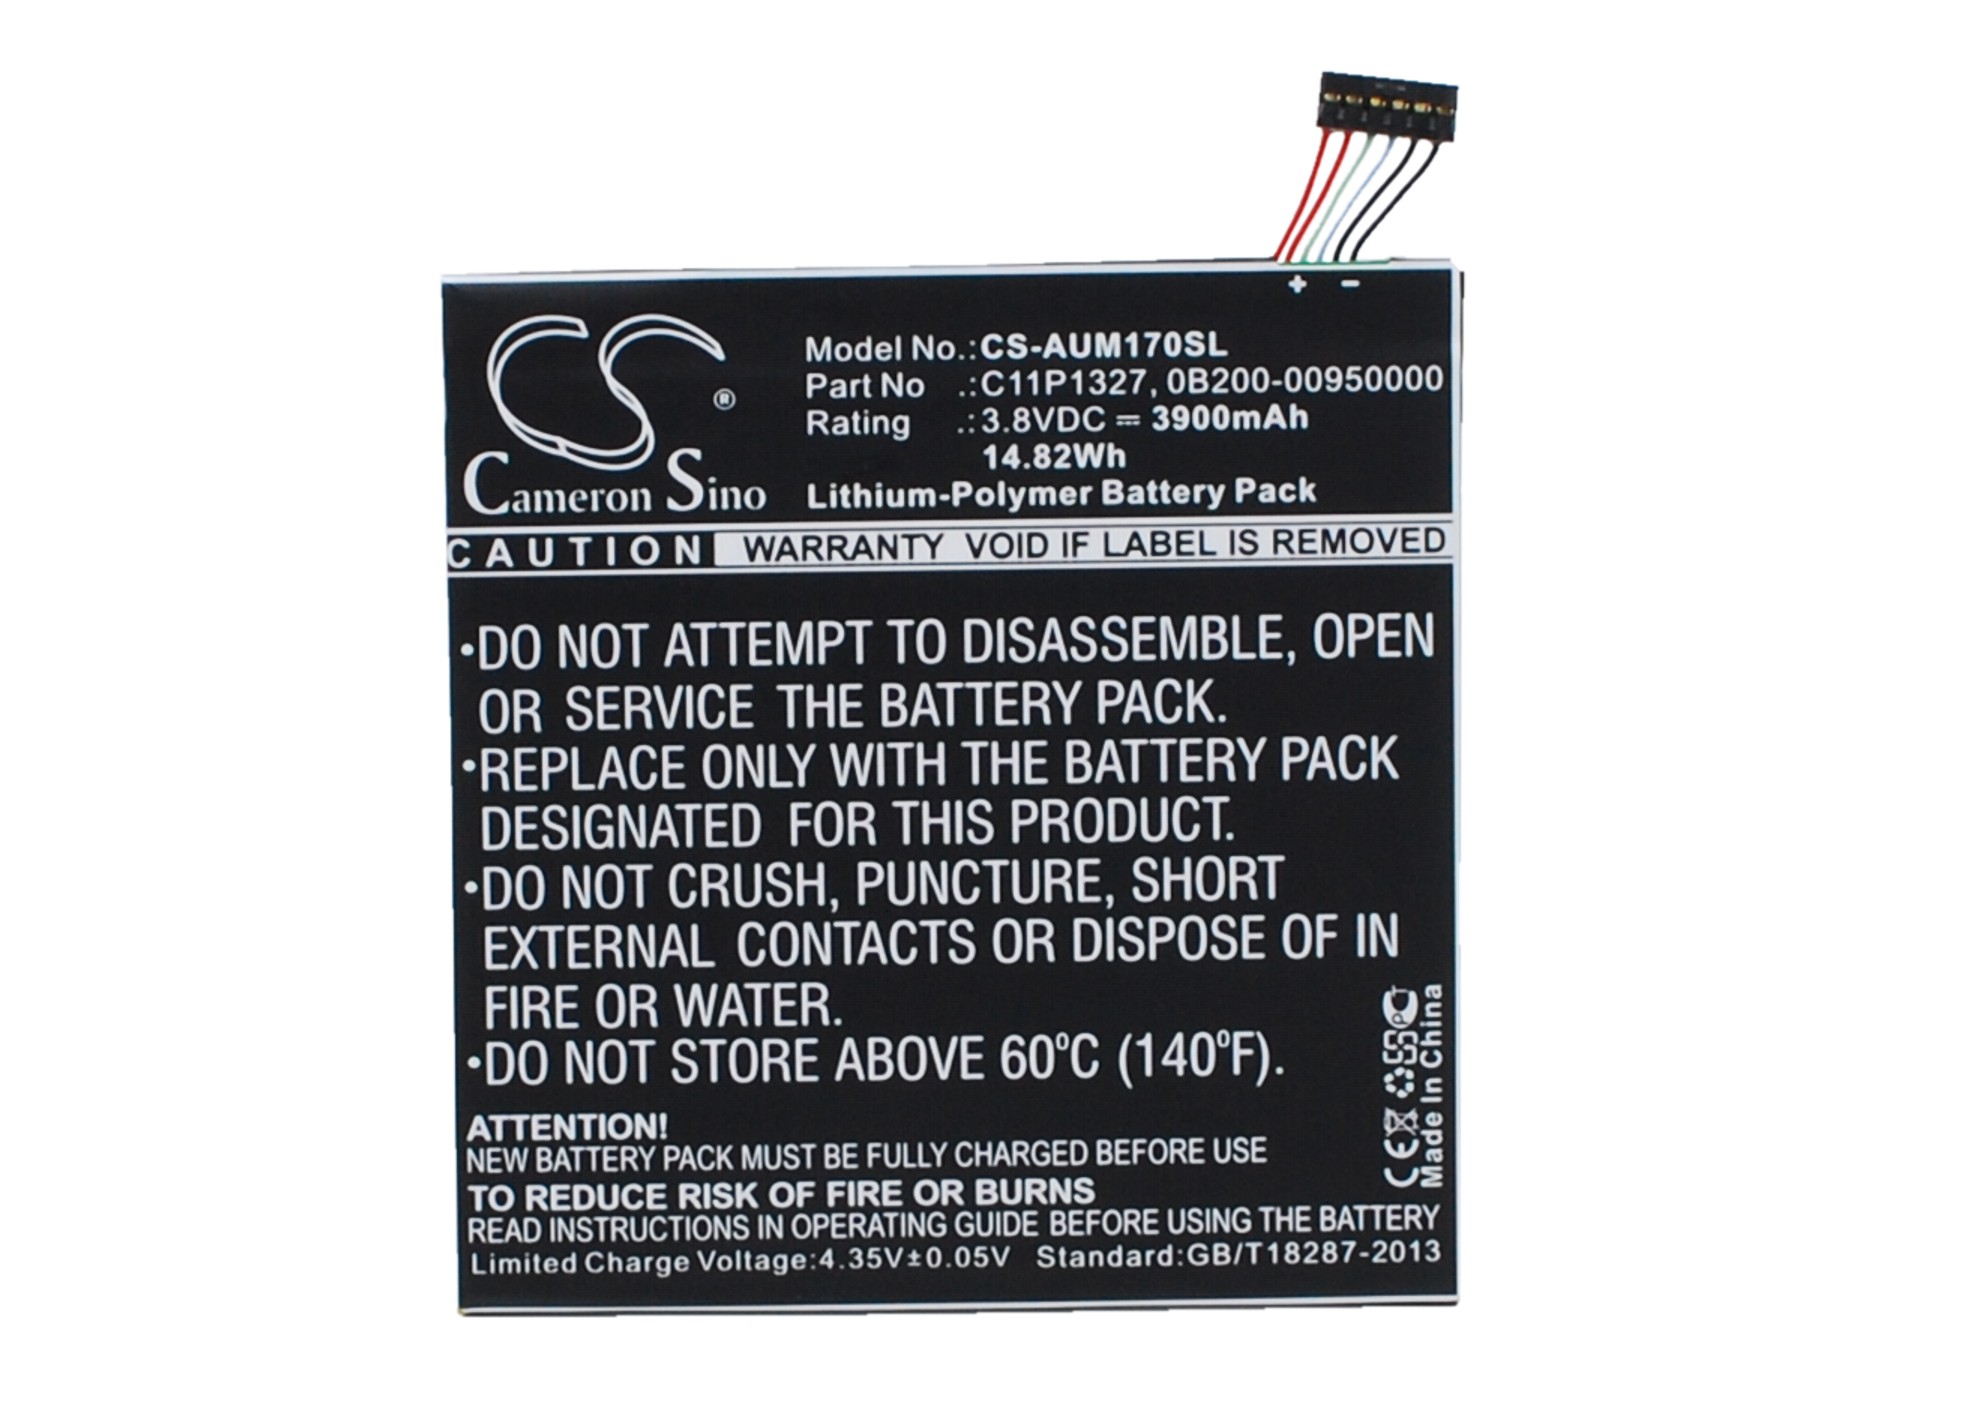 + −
CS ®
Cameron Sino
Model No.:CS-AUM170SL
Part No .:C11P1327, 0B200-00950000
Rating .:3.8VDC ⎓ 3900mAh
14.82Wh
Lithium-Polymer Battery Pack
CAUTION WARRANTY VOID IF LABEL IS REMOVED
•DO NOT ATTEMPT TO DISASSEMBLE, OPEN
OR SERVICE THE BATTERY PACK.
•REPLACE ONLY WITH THE BATTERY PACK
DESIGNATED FOR THIS PRODUCT.
•DO NOT CRUSH, PUNCTURE, SHORT
EXTERNAL CONTACTS OR DISPOSE OF IN
FIRE OR WATER.
•DO NOT STORE ABOVE 60ºC (140ºF).
ATTENTION!
NEW BATTERY PACK MUST BE FULLY CHARGED BEFORE USE
TO REDUCE RISK OF FIRE OR BURNS
READ INSTRUCTIONS IN OPERATING GUIDE BEFORE USING THE BATTERY
Limited Charge Voltage:4.35V±0.05V Standard:GB/T18287-2013
CE PCT
Made In China